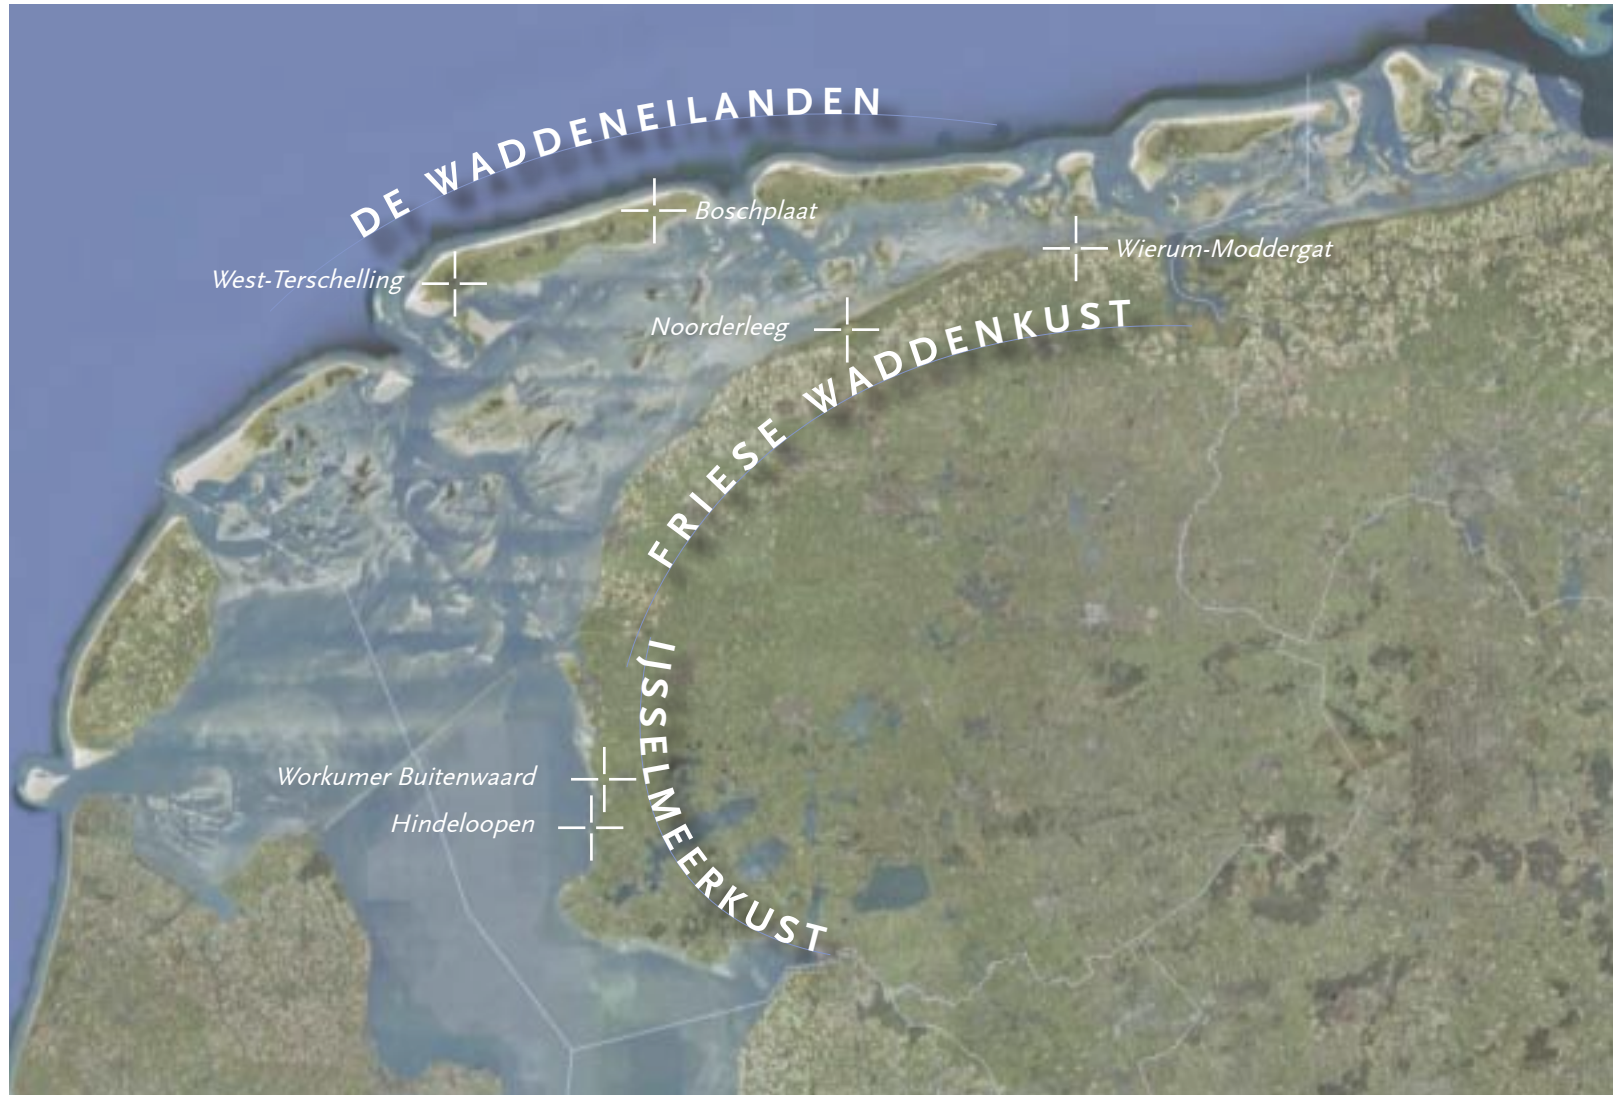 DE WADDENEILANDEN
Boschplaat
West-Terschelling
Wierum-Moddergat
Noorderleeg
FRIESE WADDENKUST
IJSSELMEERKUST
Workumer Buitenwaard
Hindeloopen